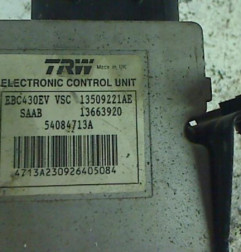 TRW Made in UK
ELECTRONIC CONTROL UNIT
EBC430EV VSC 13509221AE
SAAB 13663920
54084713A
4713A230926405084